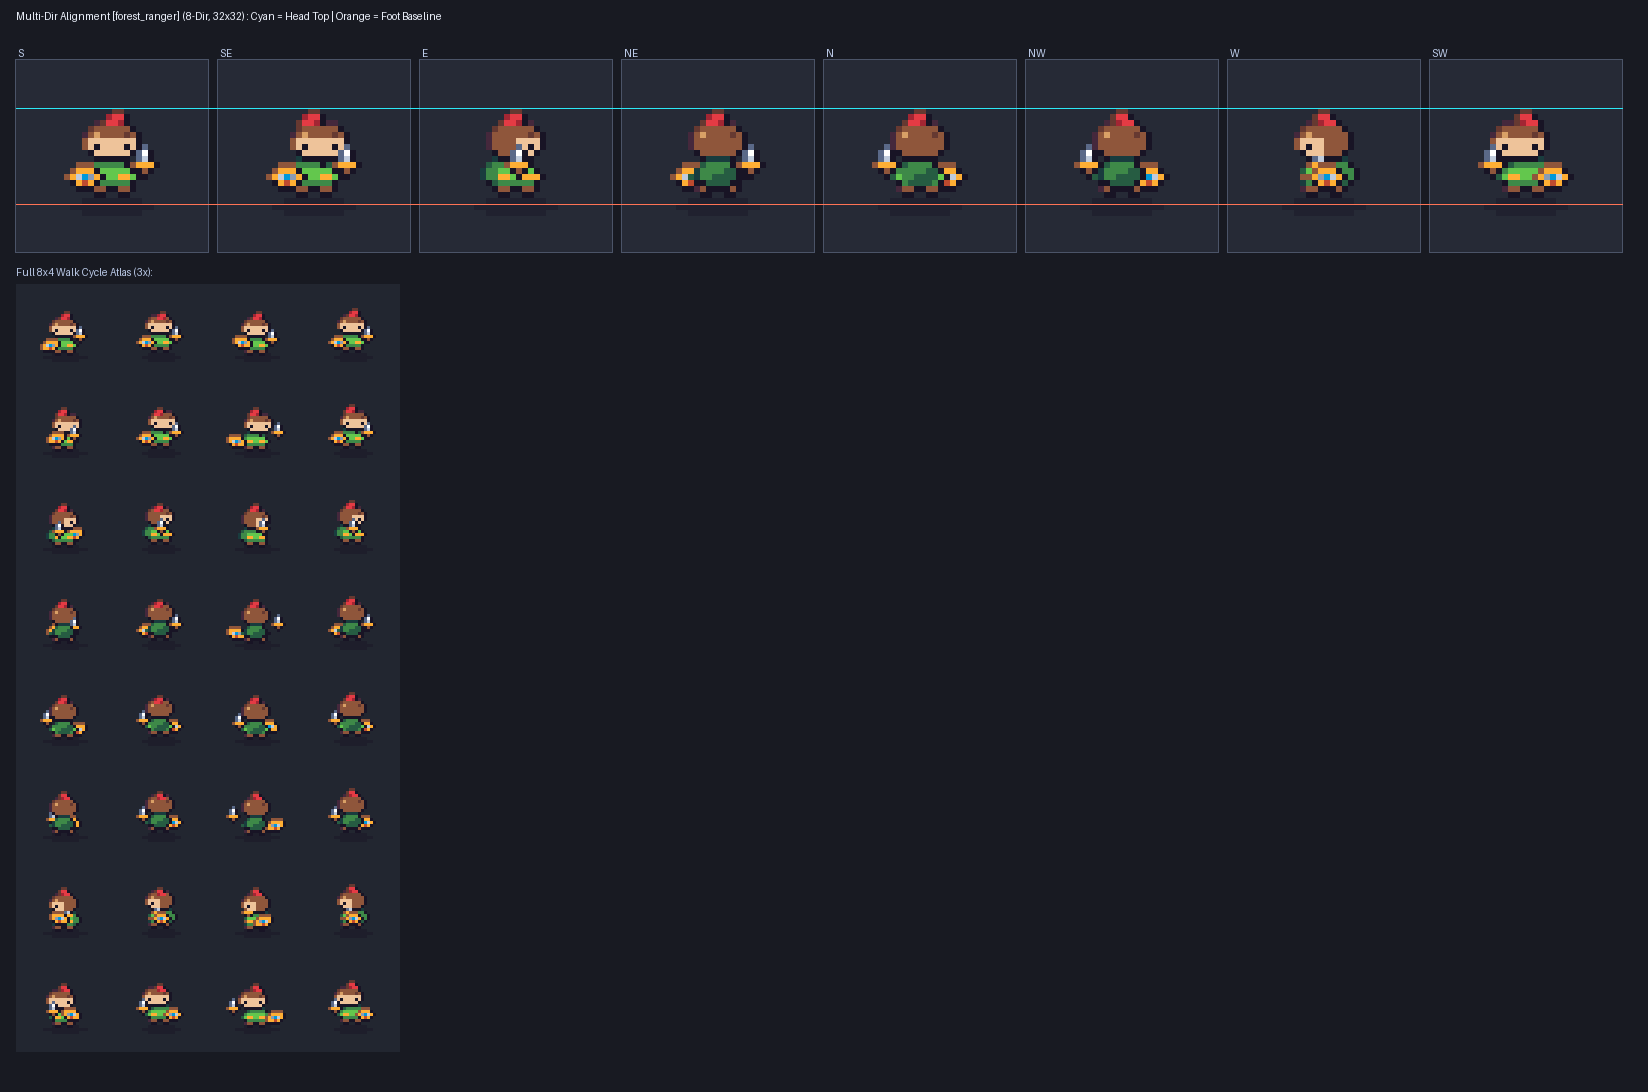 Multi-Dir Alignment [forest_ranger] (8-Dir, 32x32) : Cyan = Head Top | Orange = Foot Baseline
S SE E NE N NW W SW
Full 8x4 Walk Cycle Atlas (3x):